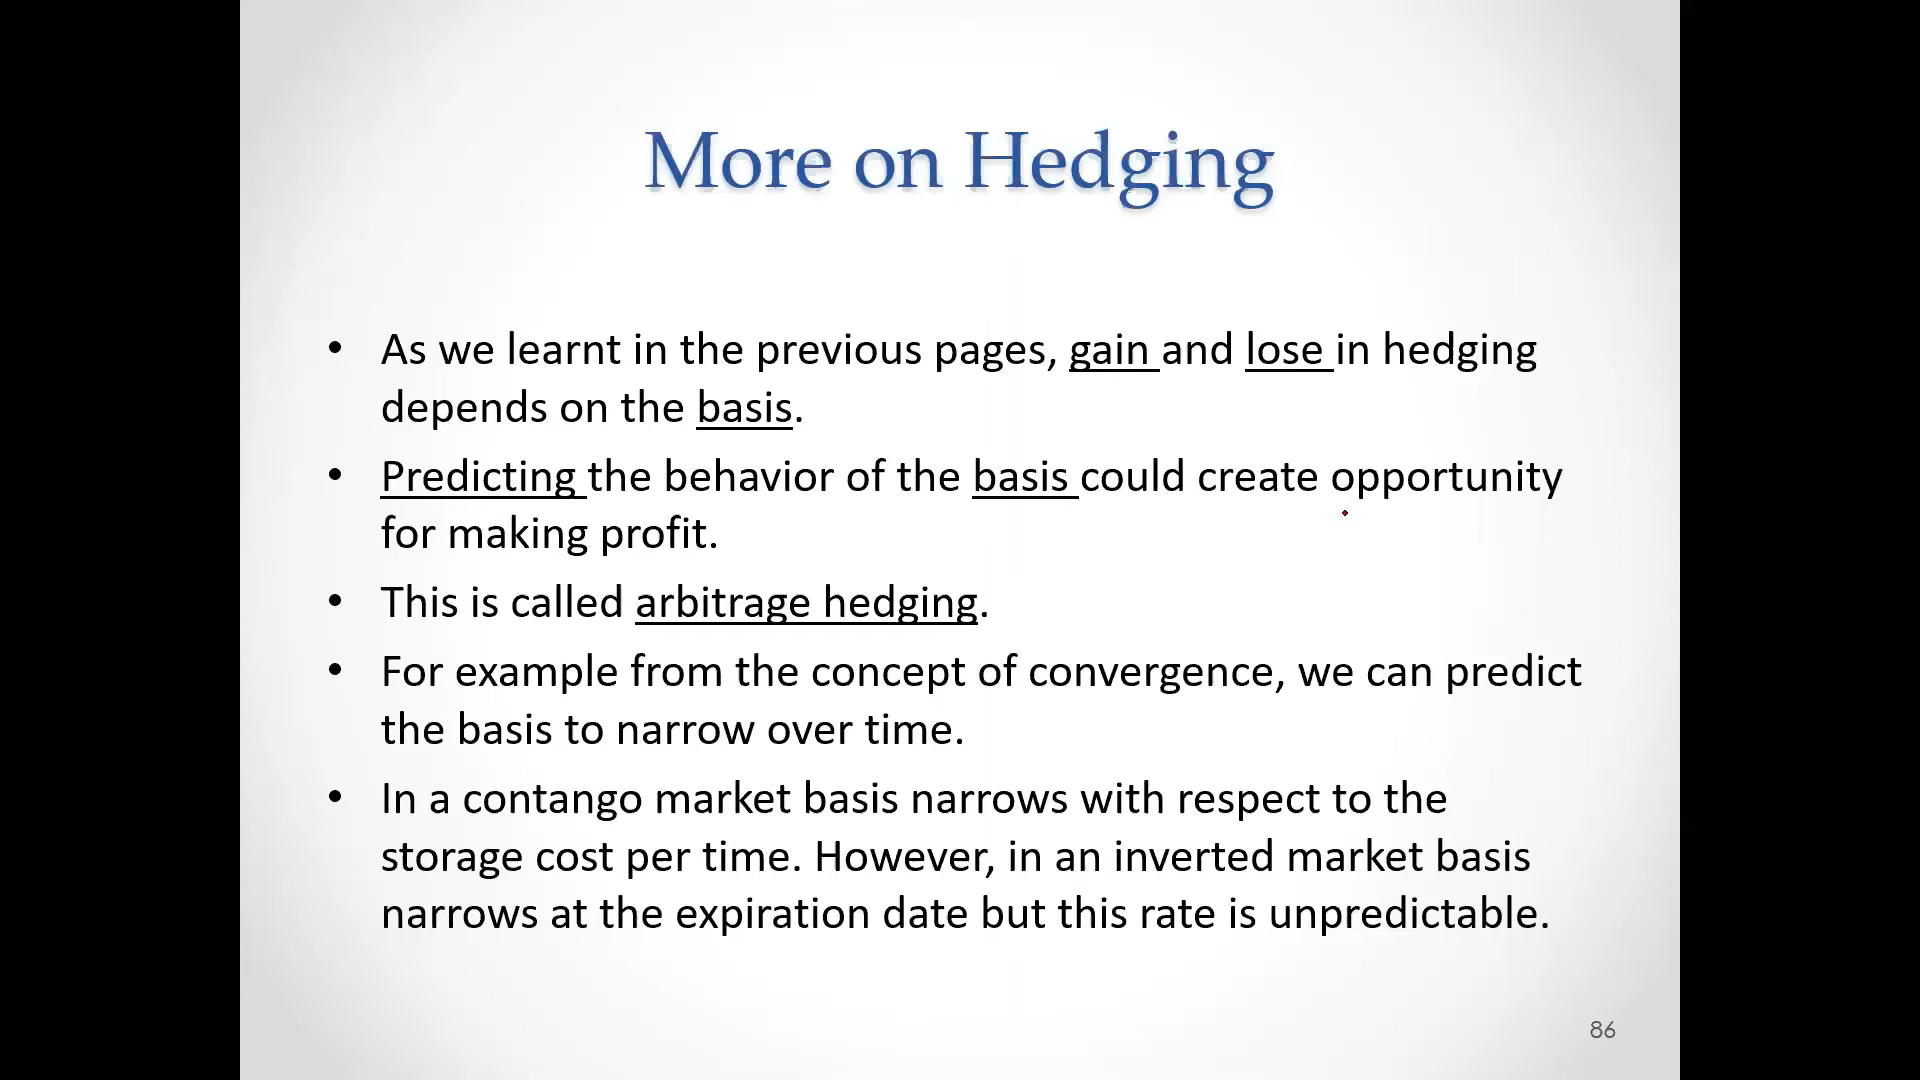 More on Hedging
• As we learnt in the previous pages, gain and lose in hedging
depends on the basis.
• Predicting the behavior of the basis could create opportunity
for making profit.
• This is called arbitrage hedging.
• For example from the concept of convergence, we can predict
the basis to narrow over time.
• In a contango market basis narrows with respect to the
storage cost per time. However, in an inverted market basis
narrows at the expiration date but this rate is unpredictable.
86